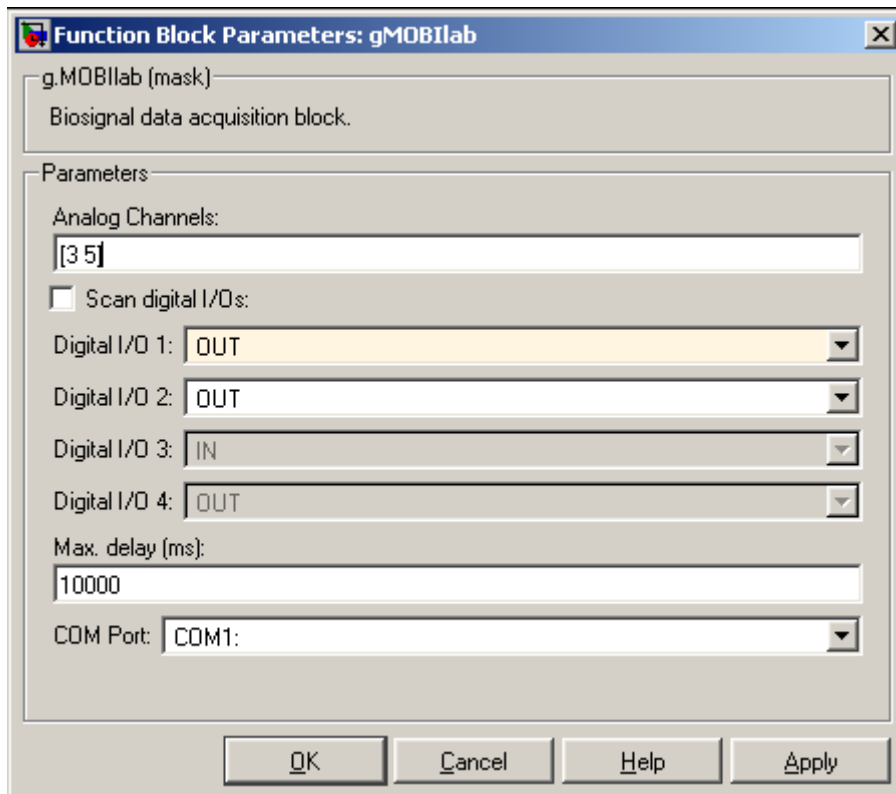 Function Block Parameters: gMOBIlab
g.MOBIlab (mask)
Biosignal data acquisition block.
Parameters
Analog Channels:
[3 5]
Scan digital I/Os:
Digital I/O 1: OUT
Digital I/O 2: OUT
Digital I/O 3: IN
Digital I/O 4: OUT
Max. delay (ms):
10000
COM Port: COM1:
OK Cancel Help Apply